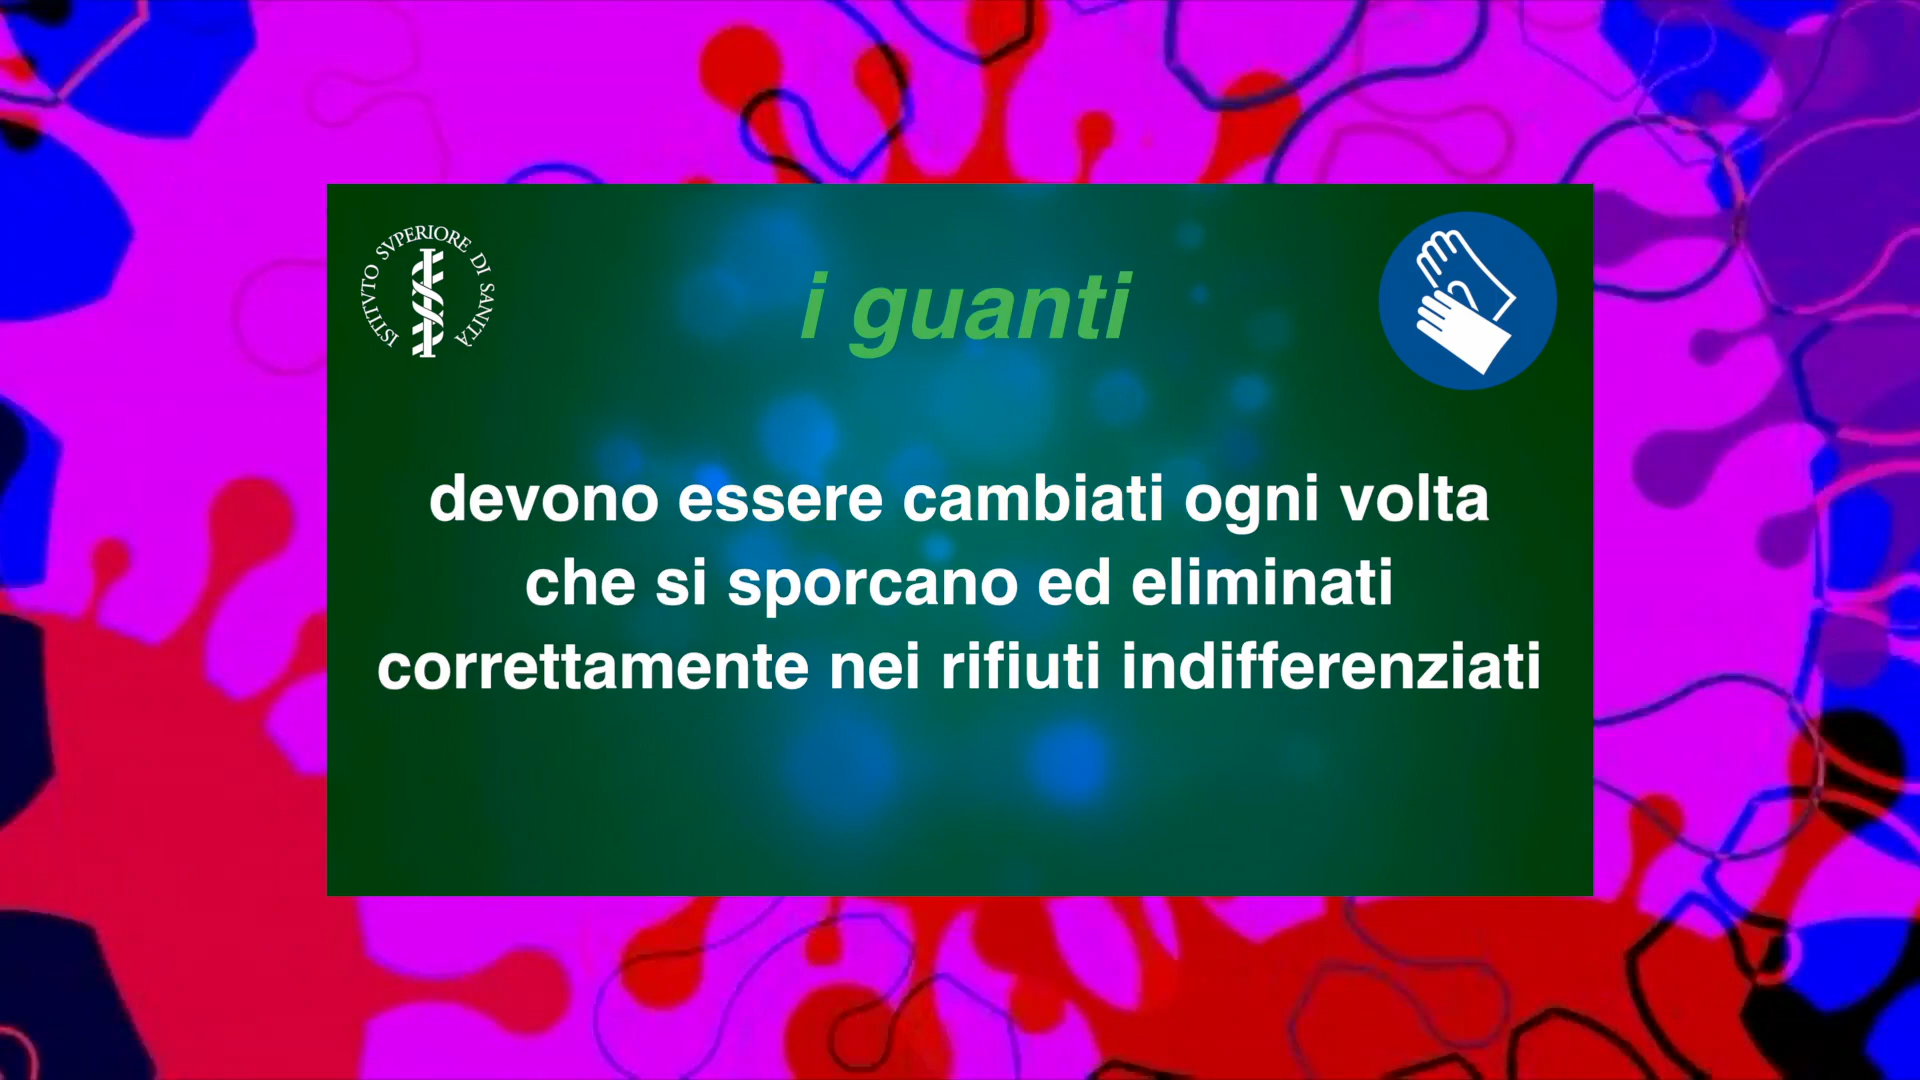 ISTITVTO SVPERIORE DI SANITÀ
i guanti
devono essere cambiati ogni volta
che si sporcano ed eliminati
correttamente nei rifiuti indifferenziati